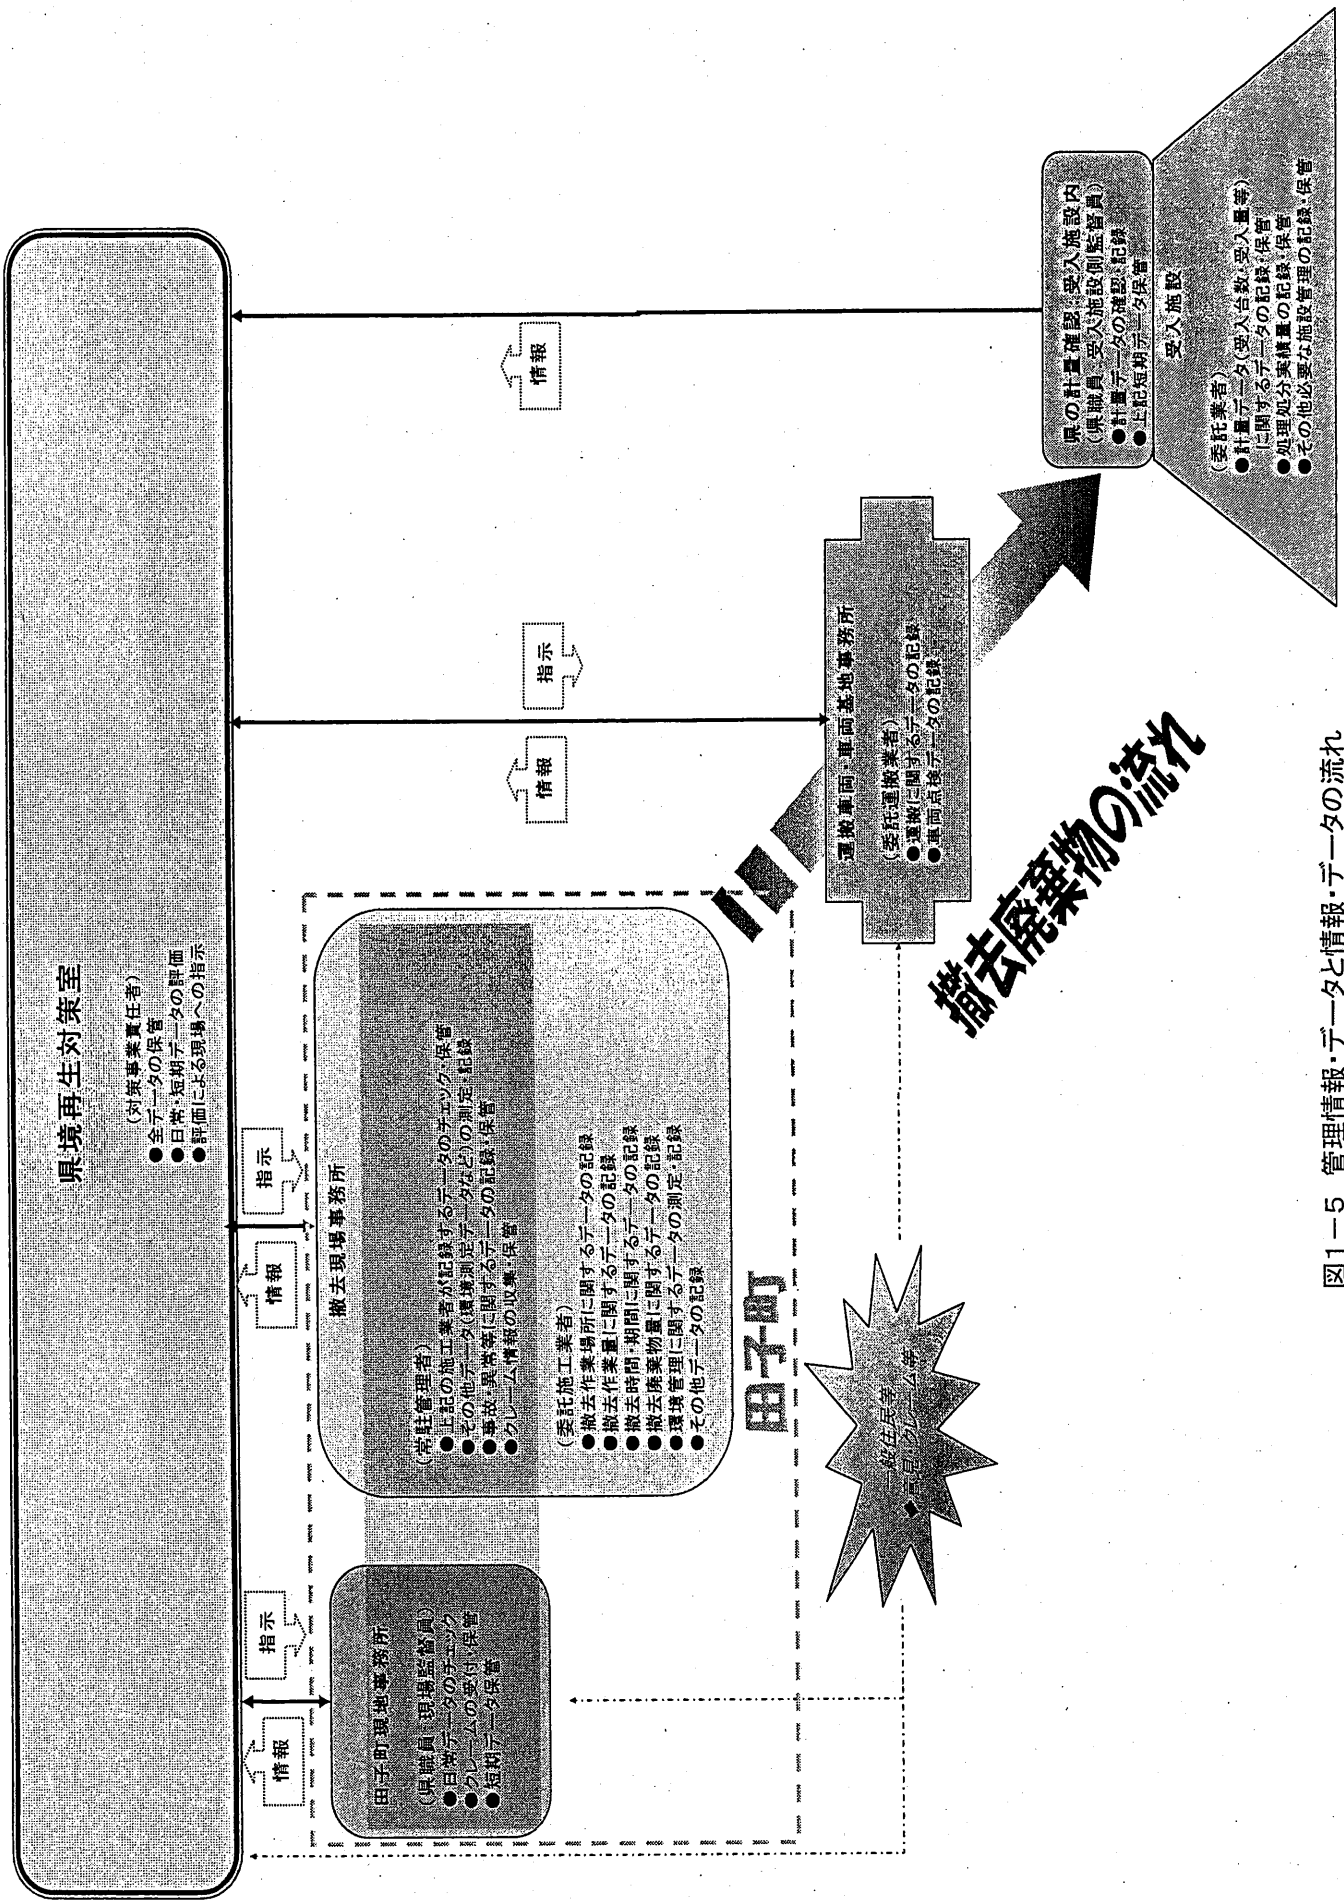 県境再生対策室
(対策事業責任者)
●全データの保管
●日常・短期データの評価
●評価による現場への指示
情報
指示
情報
指示
情報
指示
情報
田子町現地事務所
(県職員:現場監督員)
●日常データのチェック
●クレームの受付・保管
●短期データ保管
撤去現場事務所
(常駐管理者)
●上記の施工業者が記録するデータのチェック・保管
●その他データ(環境測定データなど)の測定・記録
●事故・異常等に関するデータの記録・保管
●クレーム情報の収集・保管
(委託施工業者)
●撤去作業場所に関するデータの記録
●撤去作業量に関するデータの記録
●撤去時間・期間に関するデータの記録
●撤去廃棄物量に関するデータの記録
●環境管理に関するデータの測定・記録
●その他データの記録
田子町
一般住民等
◆意見・クレーム等
運搬車両・車両基地事務所
(委託運搬業者)
●運搬に関するデータの記録
●車両点検データの記録
撤去廃棄物の流れ
県の計量確認:受入施設内
(県職員:受入施設側監督員)
●計量データの確認・記録
●上記短期データ保管
受入施設
(委託業者)
●計量データ(受入台数、受入量等)
に関するデータの記録・保管
●処理処分実績量の記録・保管
●その他必要な施設管理の記録・保管
図1-5 管理情報・データと情報・データの流れ